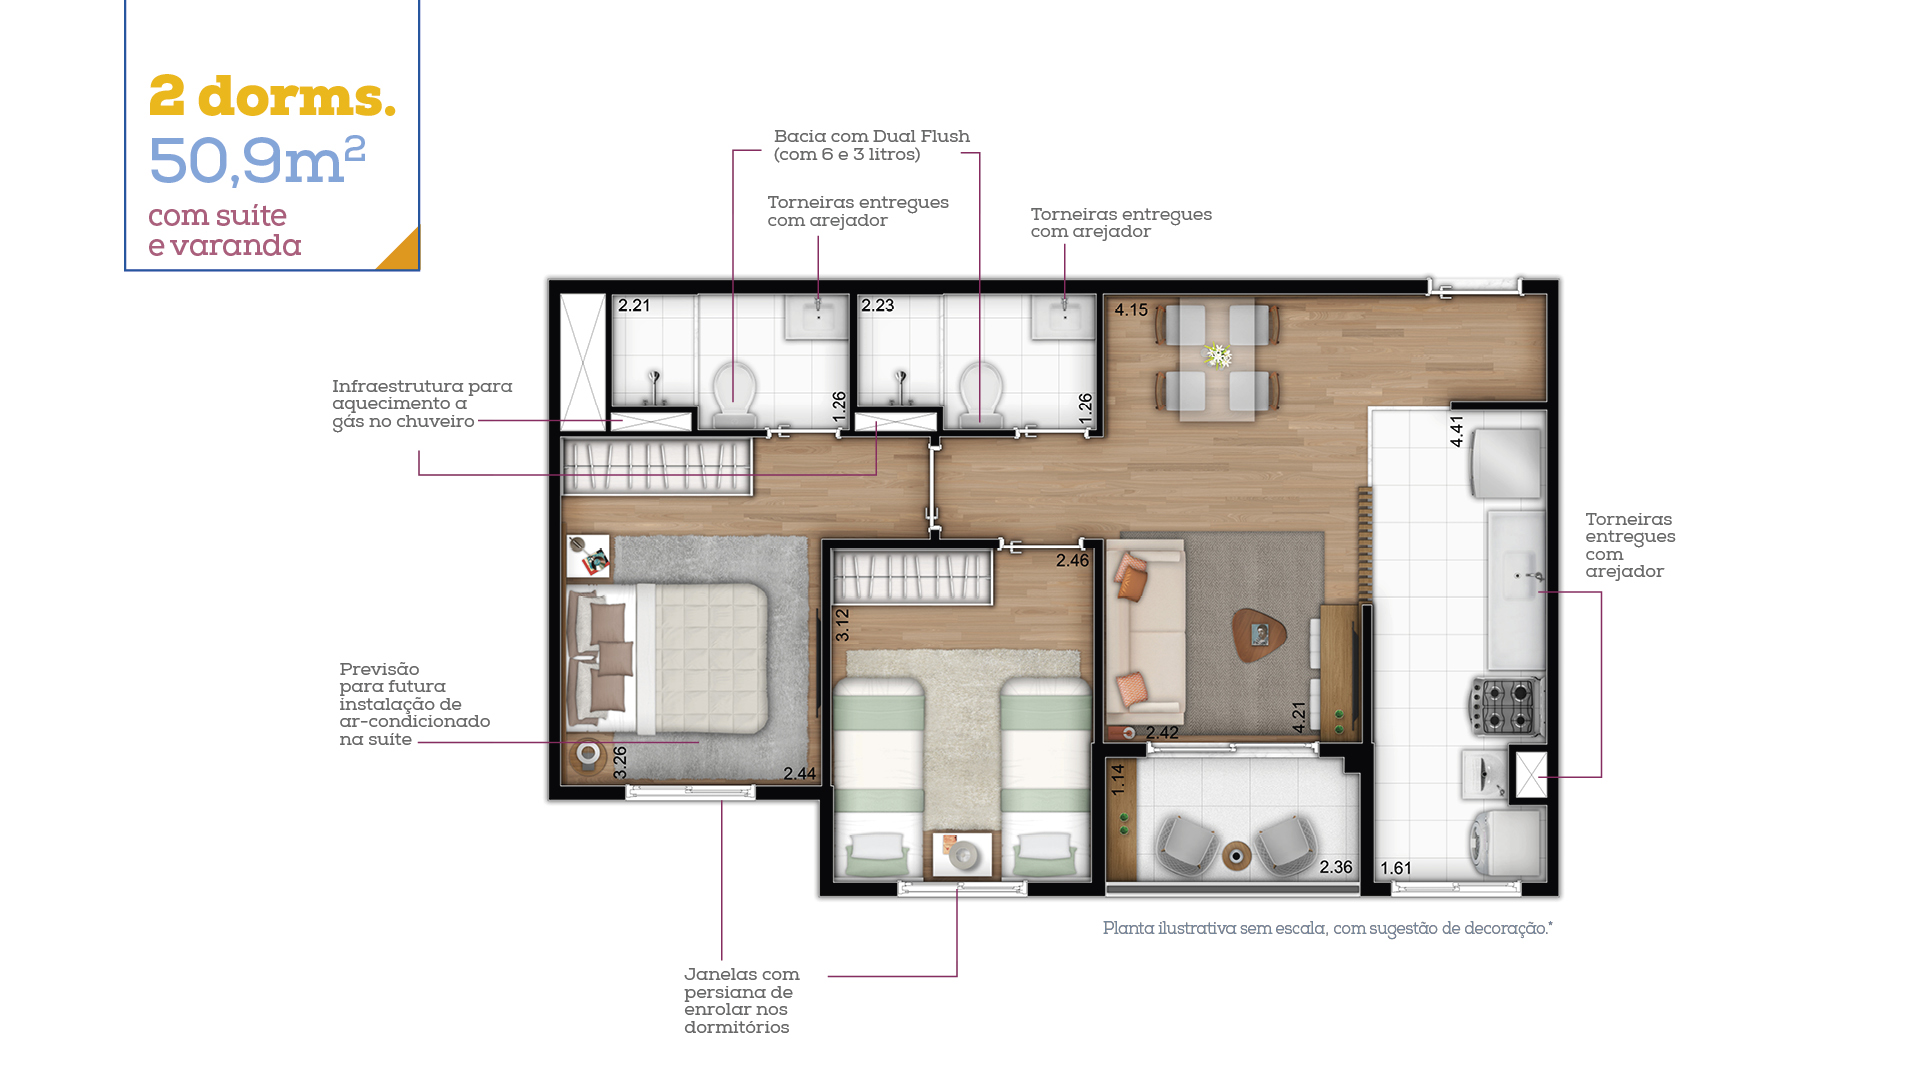 2 dorms.
50,9m²
com suíte
e varanda
Bacia com Dual Flush
(com 6 e 3 litros)
Torneiras entregues
com arejador
Torneiras entregues
com arejador
Infraestrutura para
aquecimento a
gás no chuveiro
Torneiras
entregues
com
arejador
Previsão
para futura
instalação de
ar-condicionado
na suíte
Janelas com
persiana de
enrolar nos
dormitórios
2.21
1.26
2.23
1.26
4.15
4.41
2.46
3.12
3.26
2.44
2.42
4.21
1.14
2.36
1.61
Planta ilustrativa sem escala, com sugestão de decoração.*